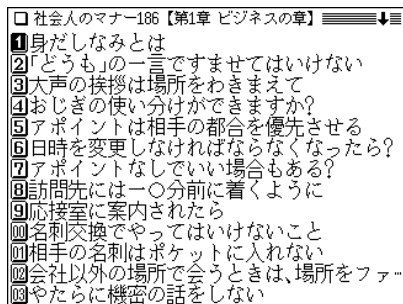 社会人のマナー186【第1章 ビジネスの章】
1身だしなみとは
2「どうも」の一言ですませてはいけない
3大声の挨拶は場所をわきまえて
4おじぎの使い分けができますか?
5アポイントは相手の都合を優先させる
6日時を変更しなければならなくなったら?
7アポイントなしでいい場合もある?
8訪問先には一〇分前に着くように
9応接室に案内されたら
00名刺交換でやってはいけないこと
01相手の名刺はポケットに入れない
02会社以外の場所で会うときは、場所をファ…
03やたらに機密の話をしない